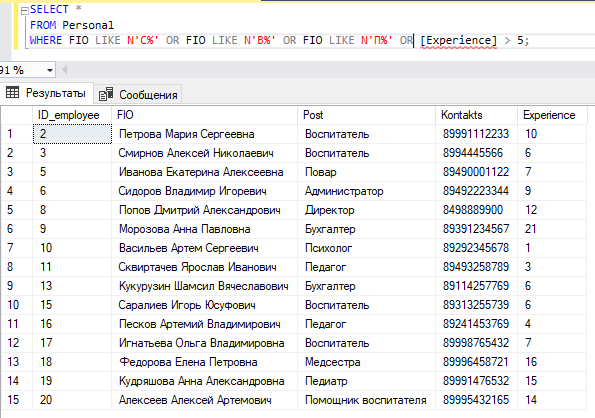 SELECT *
FROM Personal
WHERE FIO LIKE N'С%' OR FIO LIKE N'В%' OR FIO LIKE N'П%' OR [Experience] > 5;
91 %
Результаты Сообщения
ID_employee FIO Post Kontakts Experience
1 2 Петрова Мария Сергеевна Воспитатель 89991112233 10
2 3 Смирнов Алексей Николаевич Воспитатель 8994445566 6
3 5 Иванова Екатерина Алексеевна Повар 89490001122 7
4 6 Сидоров Владимир Игоревич Администратор 89492223344 9
5 8 Попов Дмитрий Александрович Директор 8498889900 12
6 9 Морозова Анна Павловна Бухгалтер 89391234567 21
7 10 Васильев Артем Сергеевич Психолог 89292345678 1
8 11 Сквиртачев Ярослав Иванович Педагог 89493258789 3
9 13 Кукурузин Шамсил Вячеславович Бухгалтер 89114257769 6
10 15 Саралиев Игорь Юсуфович Воспитатель 89313255739 6
11 16 Песков Артемий Владимирович Педагог 89241453769 4
12 17 Игнатьева Ольга Владимировна Воспитатель 89998765432 7
13 18 Федорова Елена Петровна Медсестра 89996458721 16
14 19 Кудряшова Анна Александровна Педиатр 89991476532 15
15 20 Алексеев Алексей Артемович Помощник воспитателя 89995432165 14